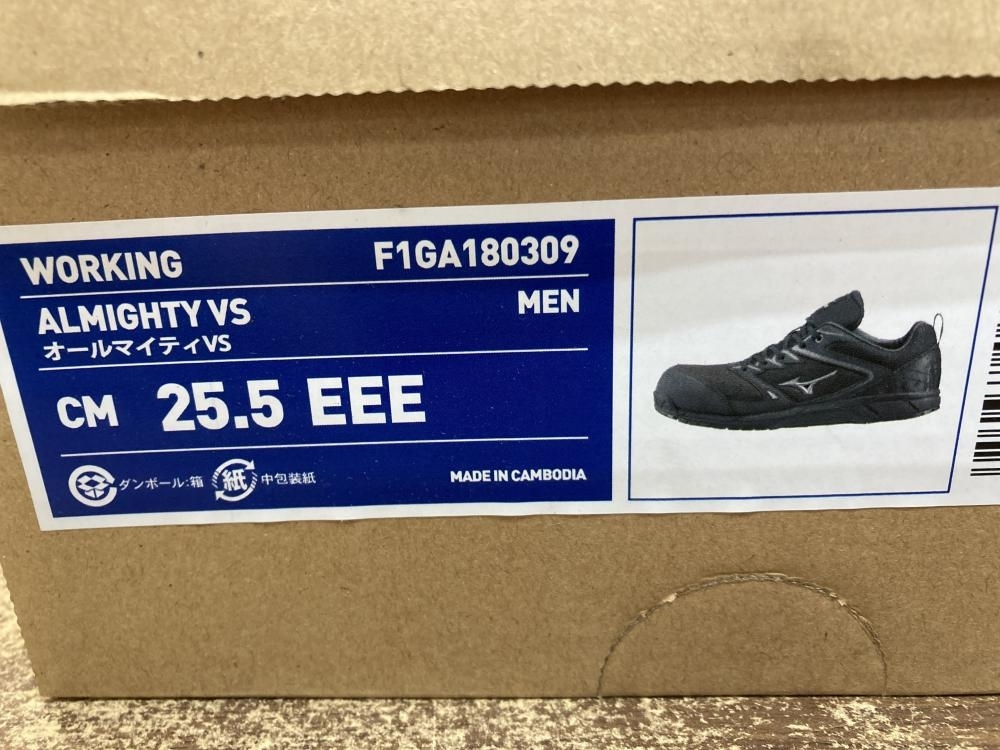 WORKING F1GA180309
ALMIGHTY VS MEN
オールマイティVS
CM 25.5 EEE
ダンボール:箱 紙 中包装紙 MADE IN CAMBODIA